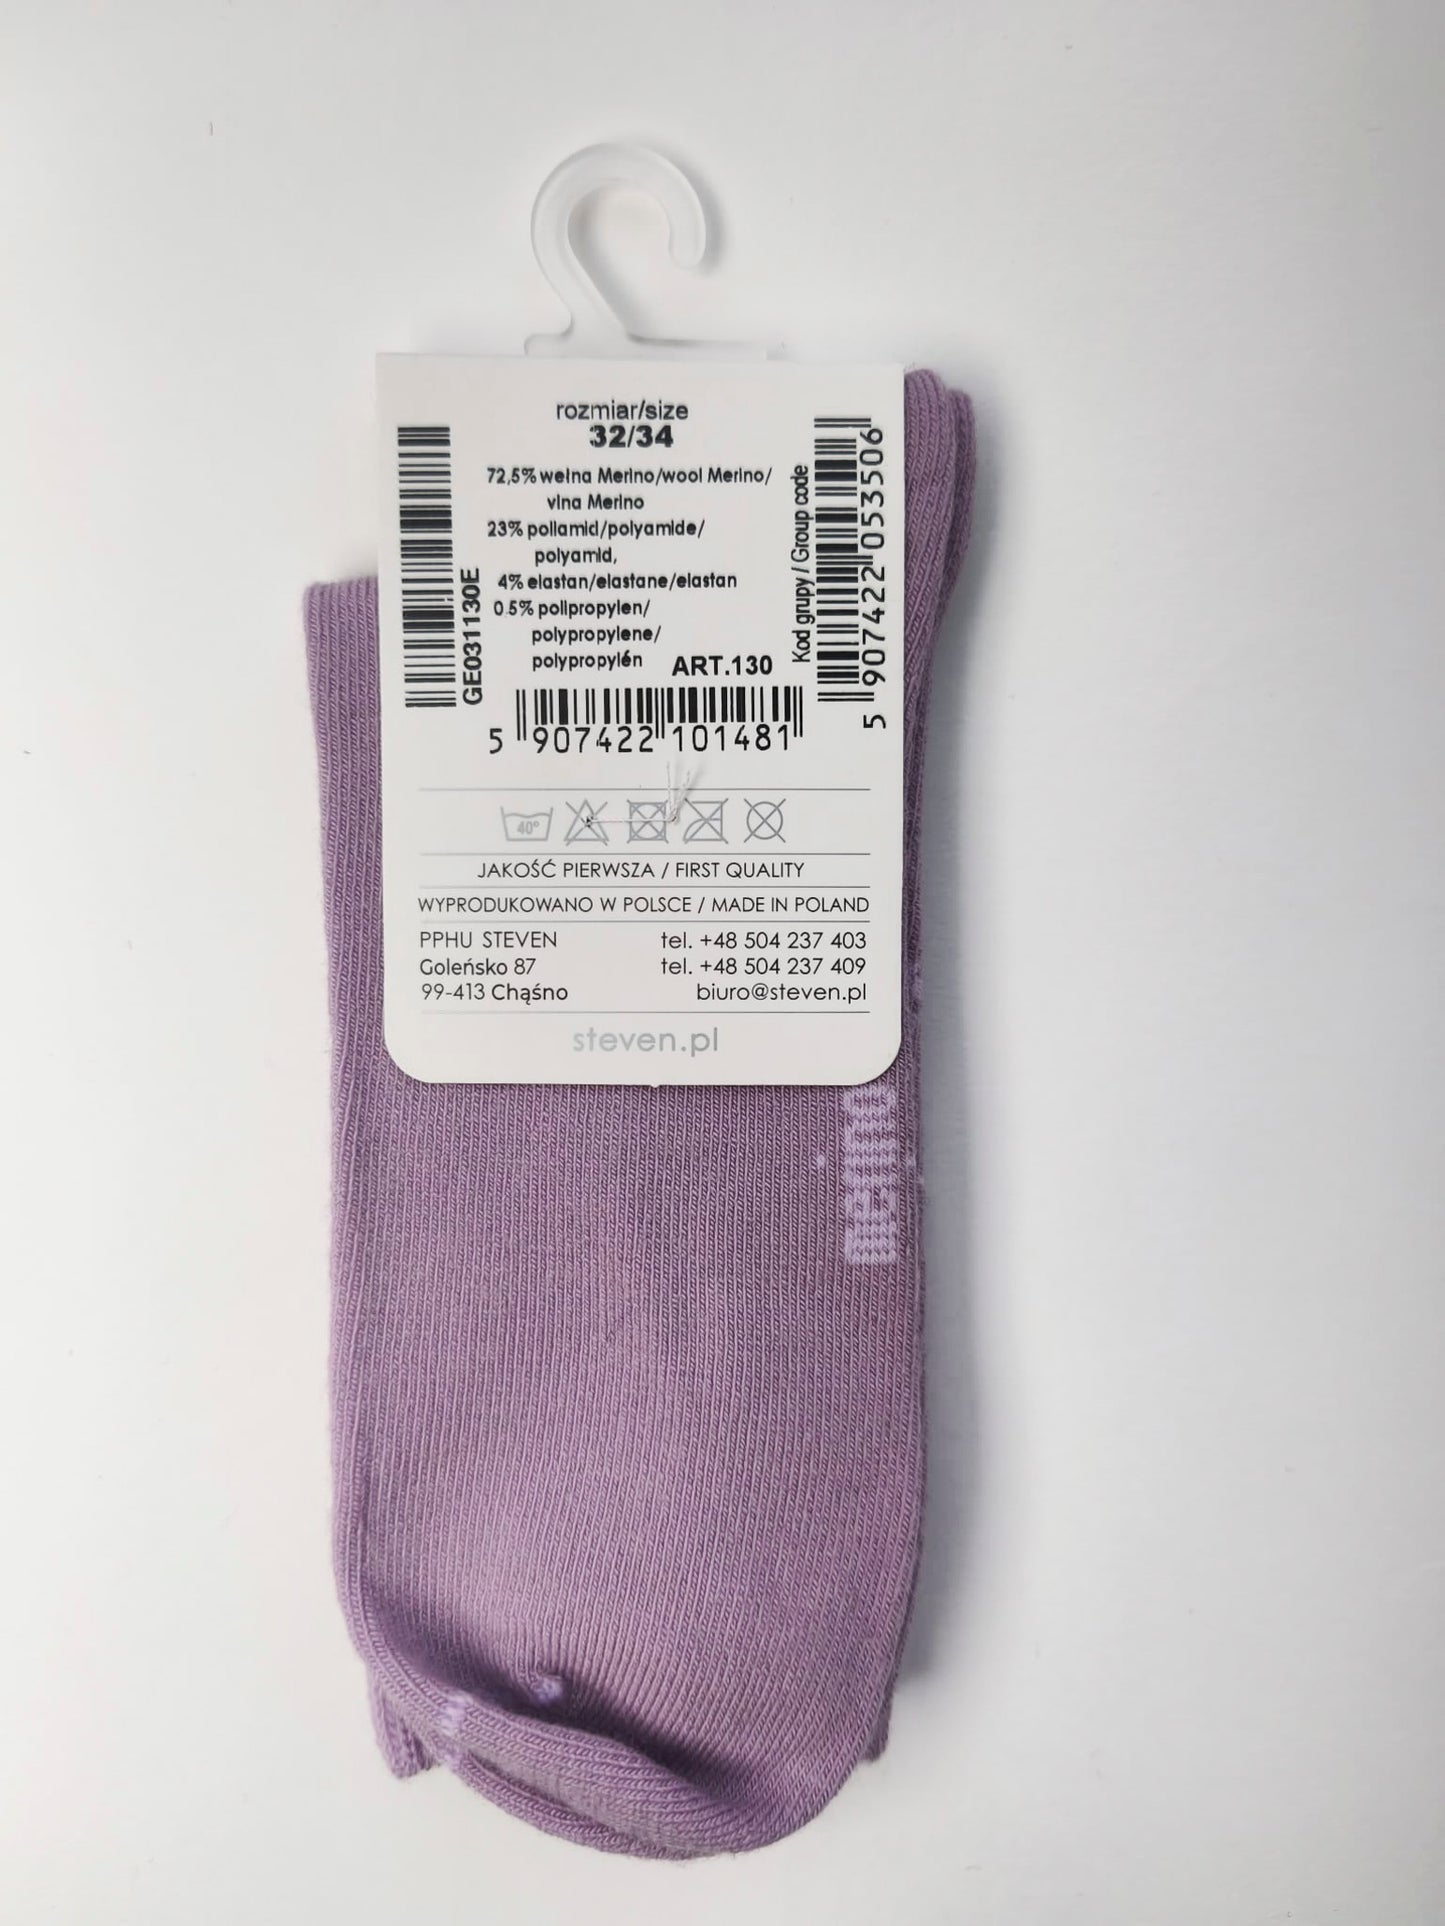 rozmiar/size
32/34
72,5% wełna Merino/wool Merino/
vlna Merino
23% poliamid/polyamide/
polyamid,
4% elastan/elastane/elastan
0.5% polipropylen/
polypropylene/
polypropylén
ART.130
GE031130E
Kod grupy / Group code
5 907422 053506
5 907422 101481
40°
JAKOŚĆ PIERWSZA / FIRST QUALITY
WYPRODUKOWANO W POLSCE / MADE IN POLAND
PPHU STEVEN tel. +48 504 237 403
Goleńsko 87 tel. +48 504 237 409
99-413 Chąśno biuro@steven.pl
steven.pl